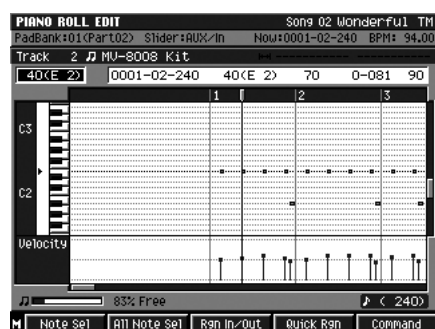 PIANO ROLL EDIT Song 02 Wonderful TM
PadBank:01(Part02) Slider:AUX/In Now:0001-02-240 BPM: 94.00
Track 2 MV-8008 Kit
40(E 2) 0001-02-240 40(E 2) 70 0-081 90
1 2 3
C3
C2
Velocity
83% Free ( 240)
M Note Sel All Note Sel Rgn In/Out Quick Rgn Command